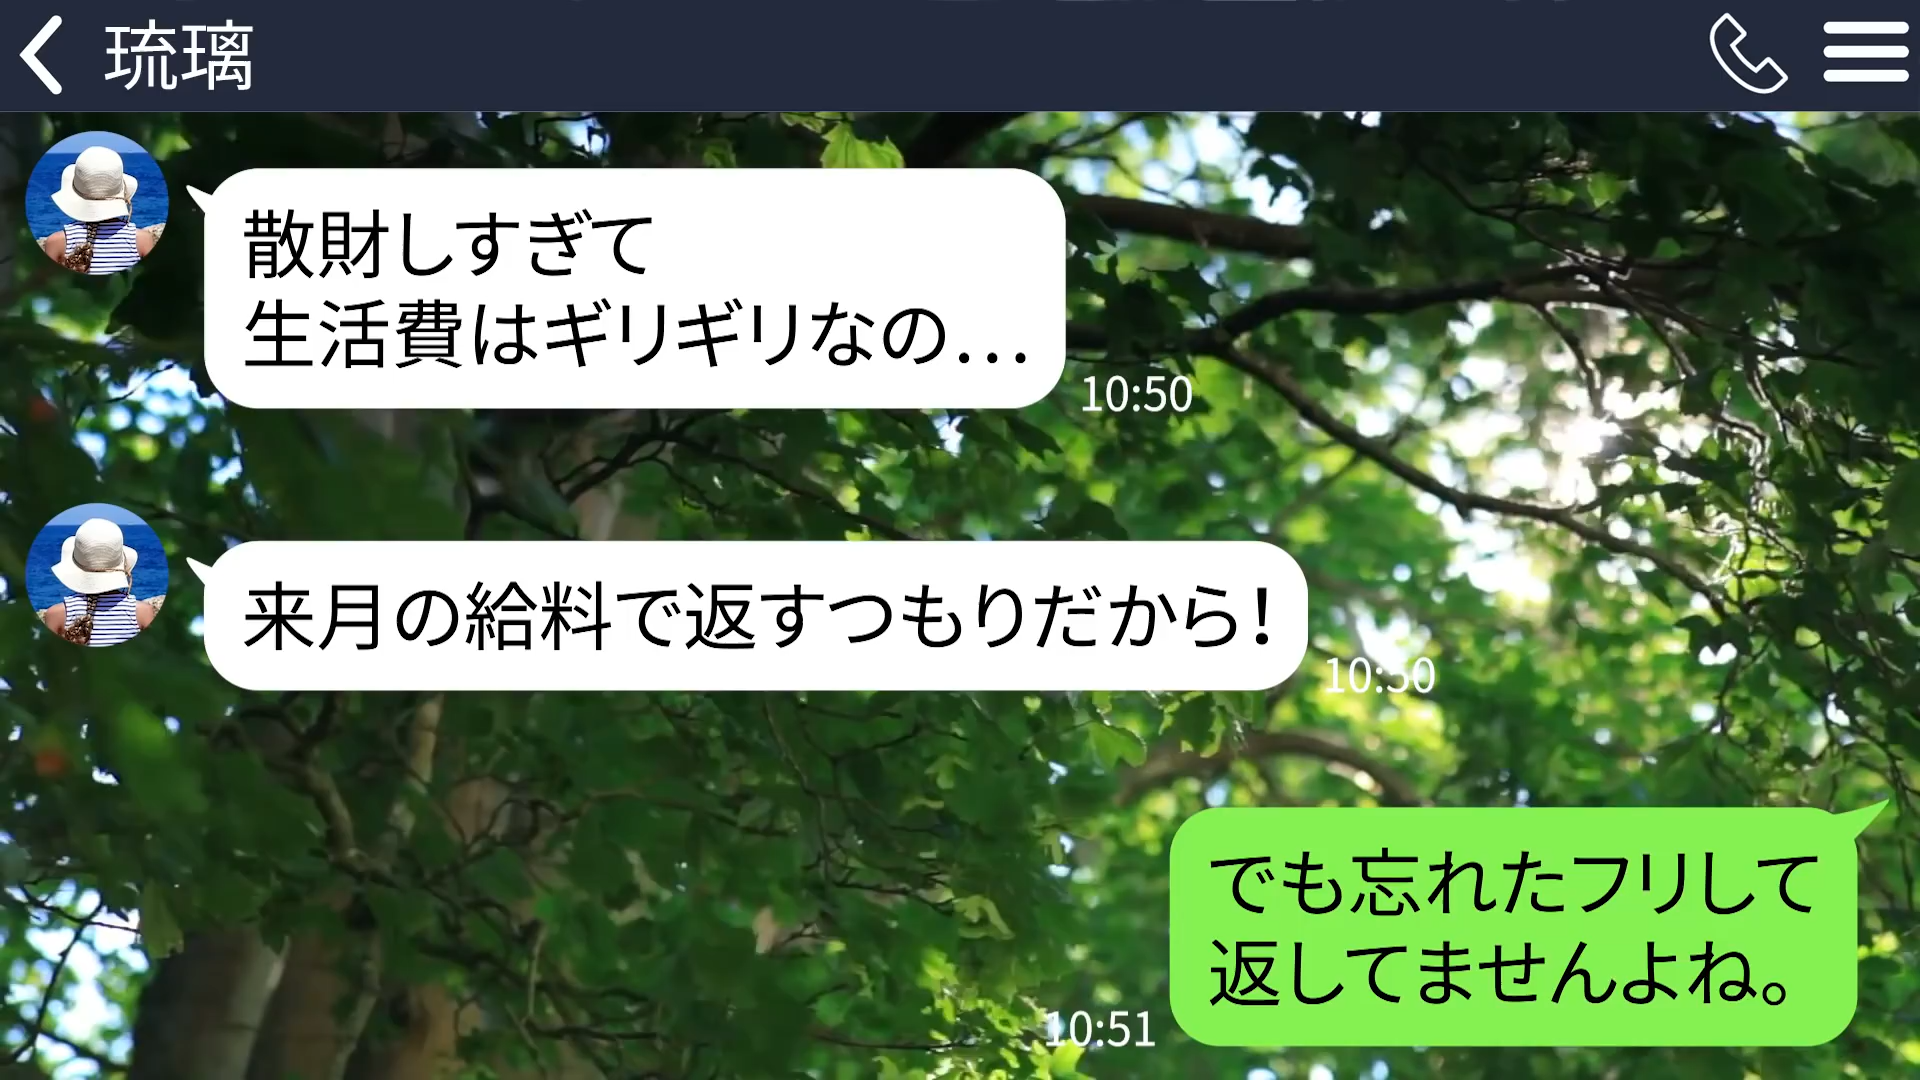 琉璃
散財しすぎて
生活費はギリギリなの…
10:50
来月の給料で返すつもりだから！
10:50
でも忘れたフリして
返してませんよね。
10:51